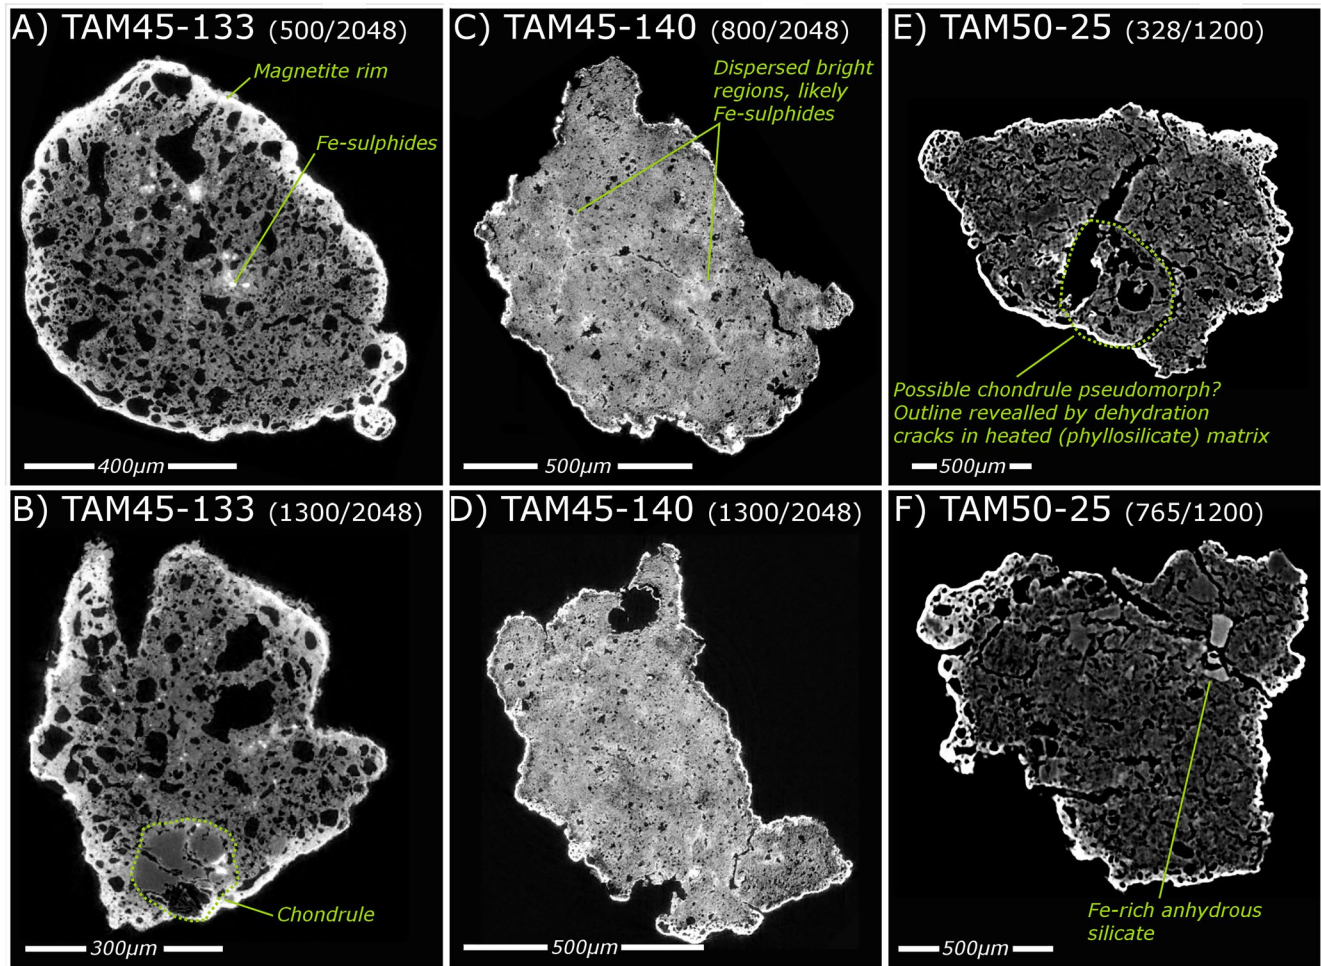 A) TAM45-133 (500/2048)
Magnetite rim
Fe-sulphides
400µm
B) TAM45-133 (1300/2048)
Chondrule
300µm
C) TAM45-140 (800/2048)
Dispersed bright
regions, likely
Fe-sulphides
500µm
D) TAM45-140 (1300/2048)
500µm
E) TAM50-25 (328/1200)
Possible chondrule pseudomorph?
Outline revealled by dehydration
cracks in heated (phyllosilicate) matrix
500µm
F) TAM50-25 (765/1200)
Fe-rich anhydrous
silicate
500µm